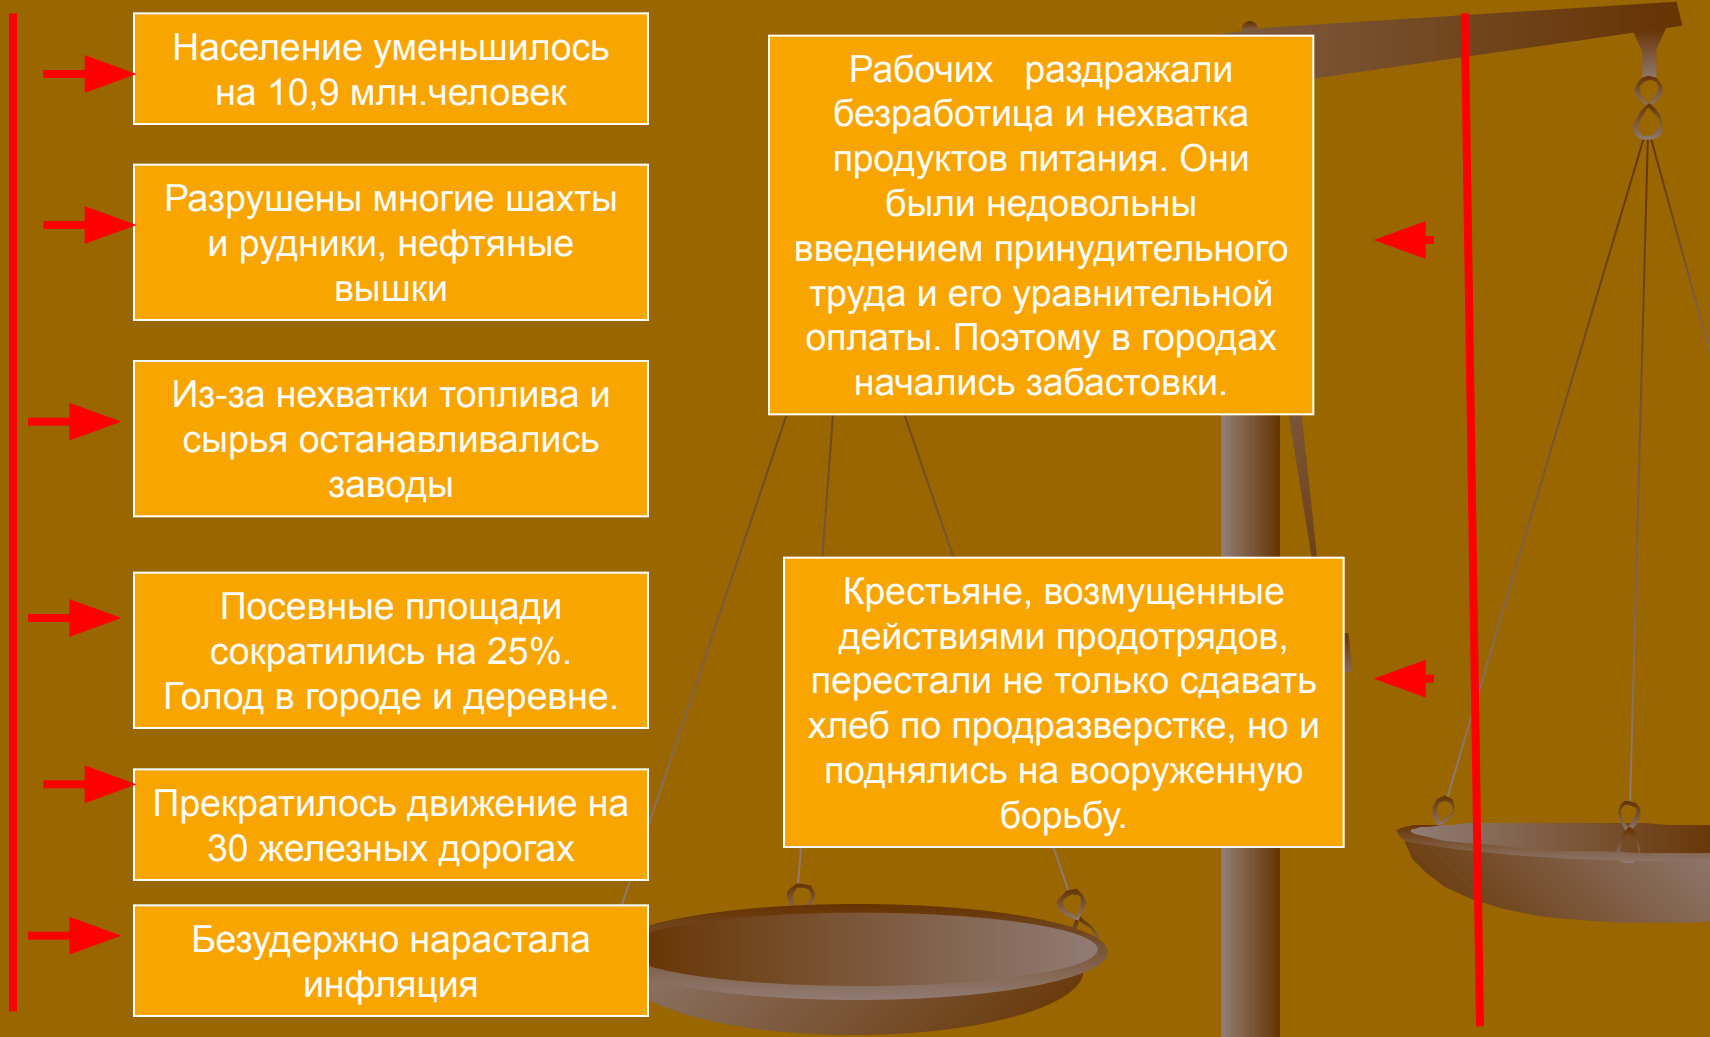 Население уменьшилось
на 10,9 млн.человек
Разрушены многие шахты
и рудники, нефтяные
вышки
Из-за нехватки топлива и
сырья останавливались
заводы
Посевные площади
сократились на 25%.
Голод в городе и деревне.
Прекратилось движение на
30 железных дорогах
Безудержно нарастала
инфляция
Рабочих раздражали
безработица и нехватка
продуктов питания. Они
были недовольны
введением принудительного
труда и его уравнительной
оплаты. Поэтому в городах
начались забастовки.
Крестьяне, возмущенные
действиями продотрядов,
перестали не только сдавать
хлеб по продразверстке, но и
поднялись на вооруженную
борьбу.